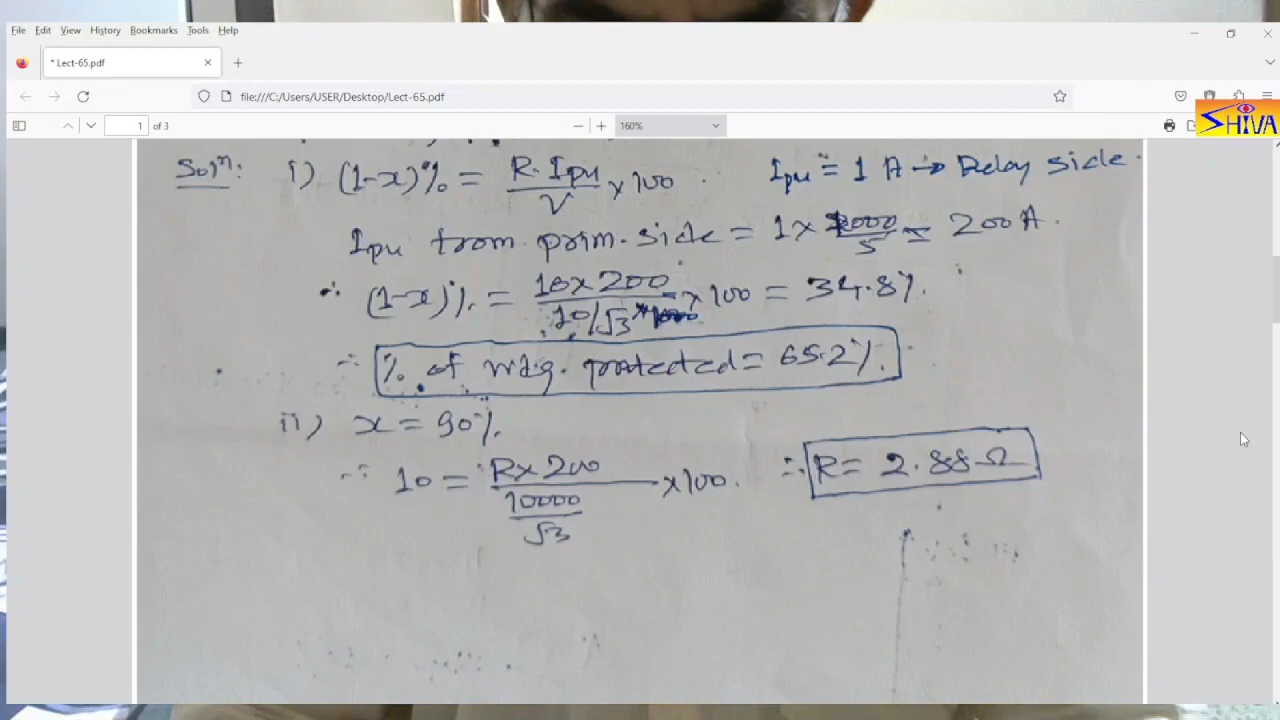 File Edit View History Bookmarks Tools Help
* Lect-65.pdf
file:///C:/Users/USER/Desktop/Lect-65.pdf
1 of 3
160%
SHIVA
Solⁿ: i) (1-x)% = R. Ipu / V × 100 . Ipu = 1 A → Relay side.
Ipu from prim. side = 1 × 1000 / 5 = 200 A.
∴ (1-x)% = 10 × 200 / 10/√3 × 1000 × 100 = 34.8%.
∴ % of wdg. protected = 65.2%.
ii) x = 90%.
∴ 10 = R × 200 / 10000 / √3 × 100. ∴ R = 2.88 Ω